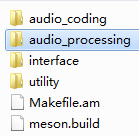 audio_coding
audio_processing
interface
utility
Makefile.am
meson.build